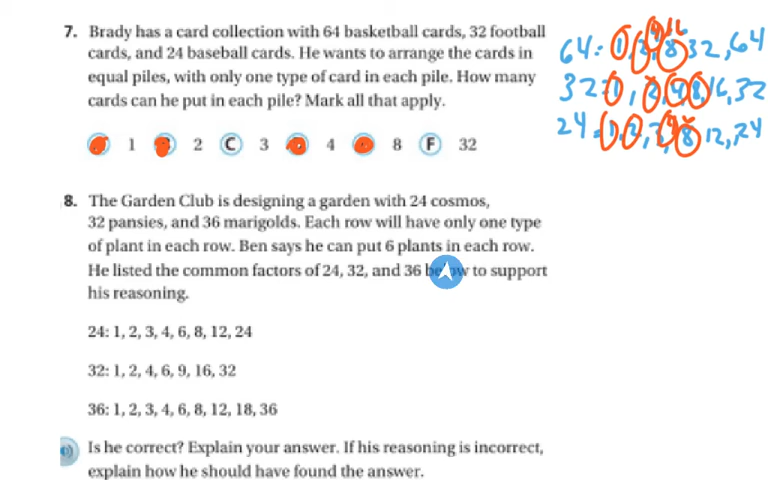 7. Brady has a card collection with 64 basketball cards, 32 football
cards, and 24 baseball cards. He wants to arrange the cards in
equal piles, with only one type of card in each pile. How many
cards can he put in each pile? Mark all that apply.
1 2 C 3 4 8 F 32
64: 1, 2, 4, 8, 16, 32, 64
32: 1, 2, 4, 8, 16, 32
24: 1, 2, 3, 4, 8, 12, 24
8. The Garden Club is designing a garden with 24 cosmos,
32 pansies, and 36 marigolds. Each row will have only one type
of plant in each row. Ben says he can put 6 plants in each row.
He listed the common factors of 24, 32, and 36 below to support
his reasoning.
24: 1, 2, 3, 4, 6, 8, 12, 24
32: 1, 2, 4, 6, 9, 16, 32
36: 1, 2, 3, 4, 6, 8, 12, 18, 36
Is he correct? Explain your answer. If his reasoning is incorrect,
explain how he should have found the answer.